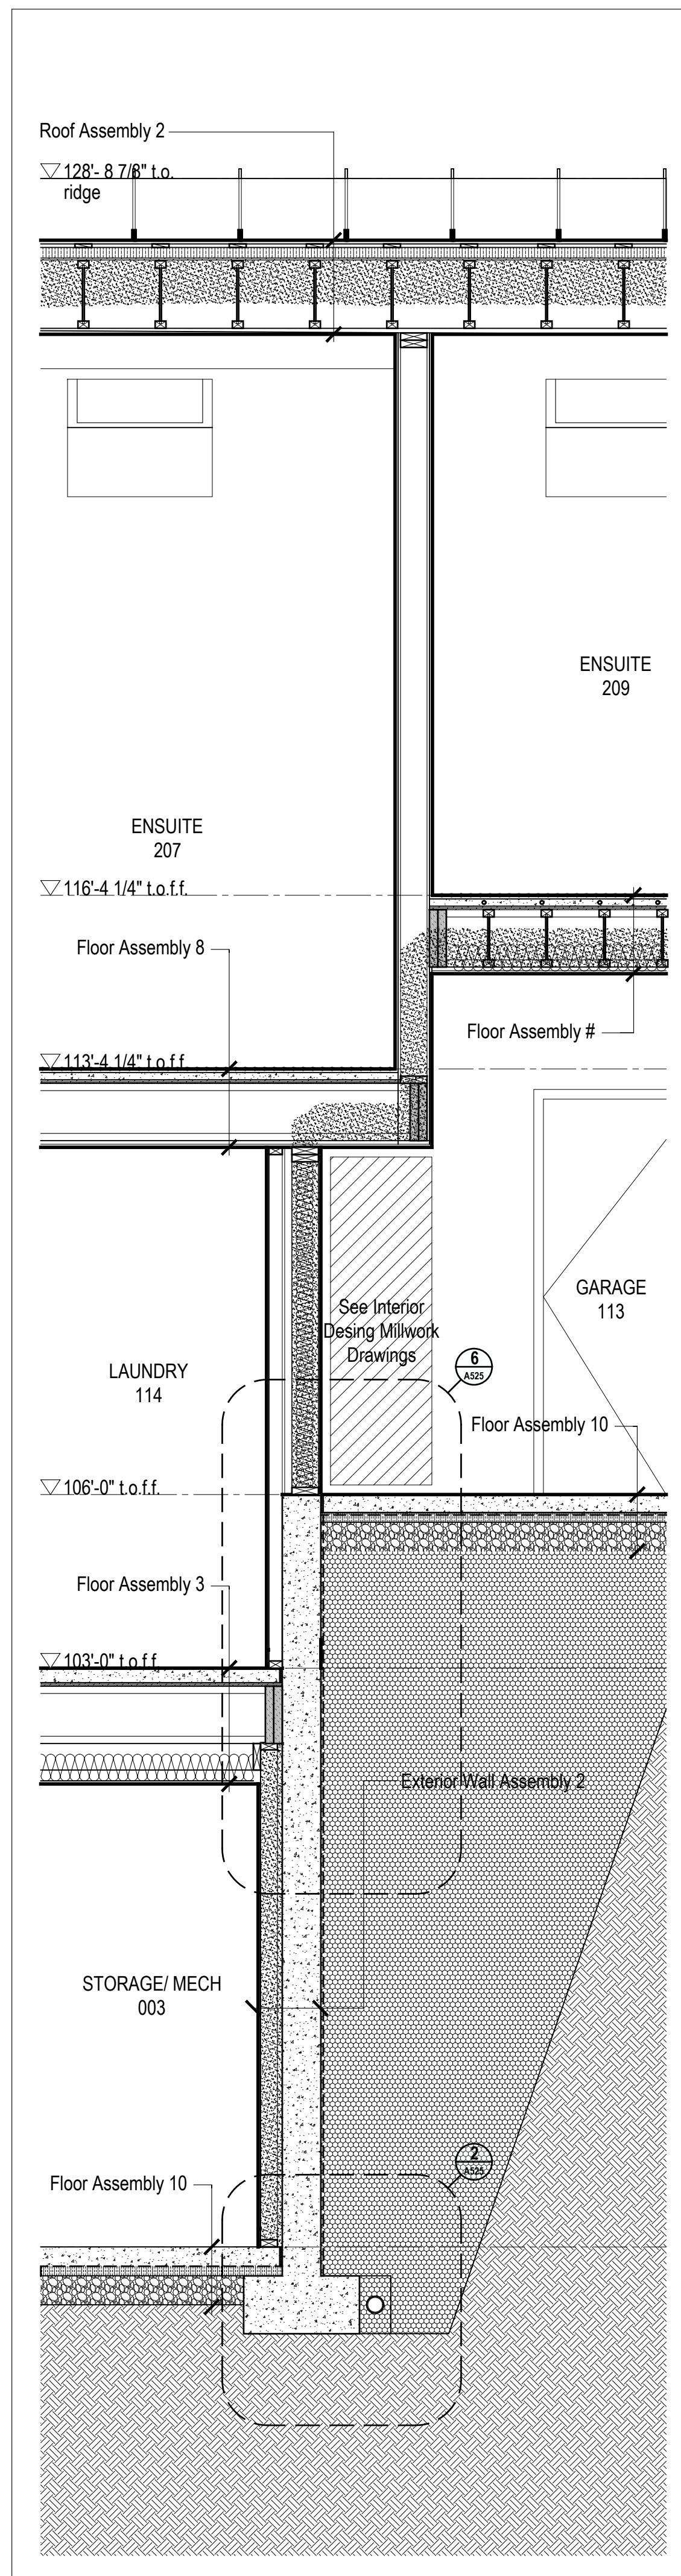 Roof Assembly 2
128'- 8 7/8" t.o.
ridge
ENSUITE
209
ENSUITE
207
116'-4 1/4" t.o.f.f.
Floor Assembly 8
Floor Assembly #
113'-4 1/4" t.o.f.f.
GARAGE
113
See Interior
Desing Millwork
Drawings
6
A525
LAUNDRY
114
Floor Assembly 10
106'-0" t.o.f.f.
Floor Assembly 3
103'-0" t.o.f.f.
Exterior Wall Assembly 2
STORAGE/ MECH
003
2
A525
Floor Assembly 10